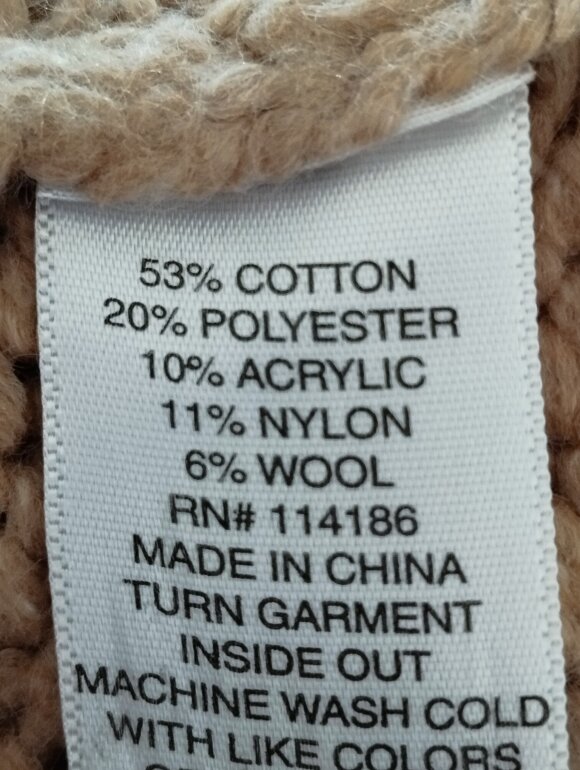 53% COTTON
20% POLYESTER
10% ACRYLIC
11% NYLON
6% WOOL
RN# 114186
MADE IN CHINA
TURN GARMENT
INSIDE OUT
MACHINE WASH COLD
WITH LIKE COLORS